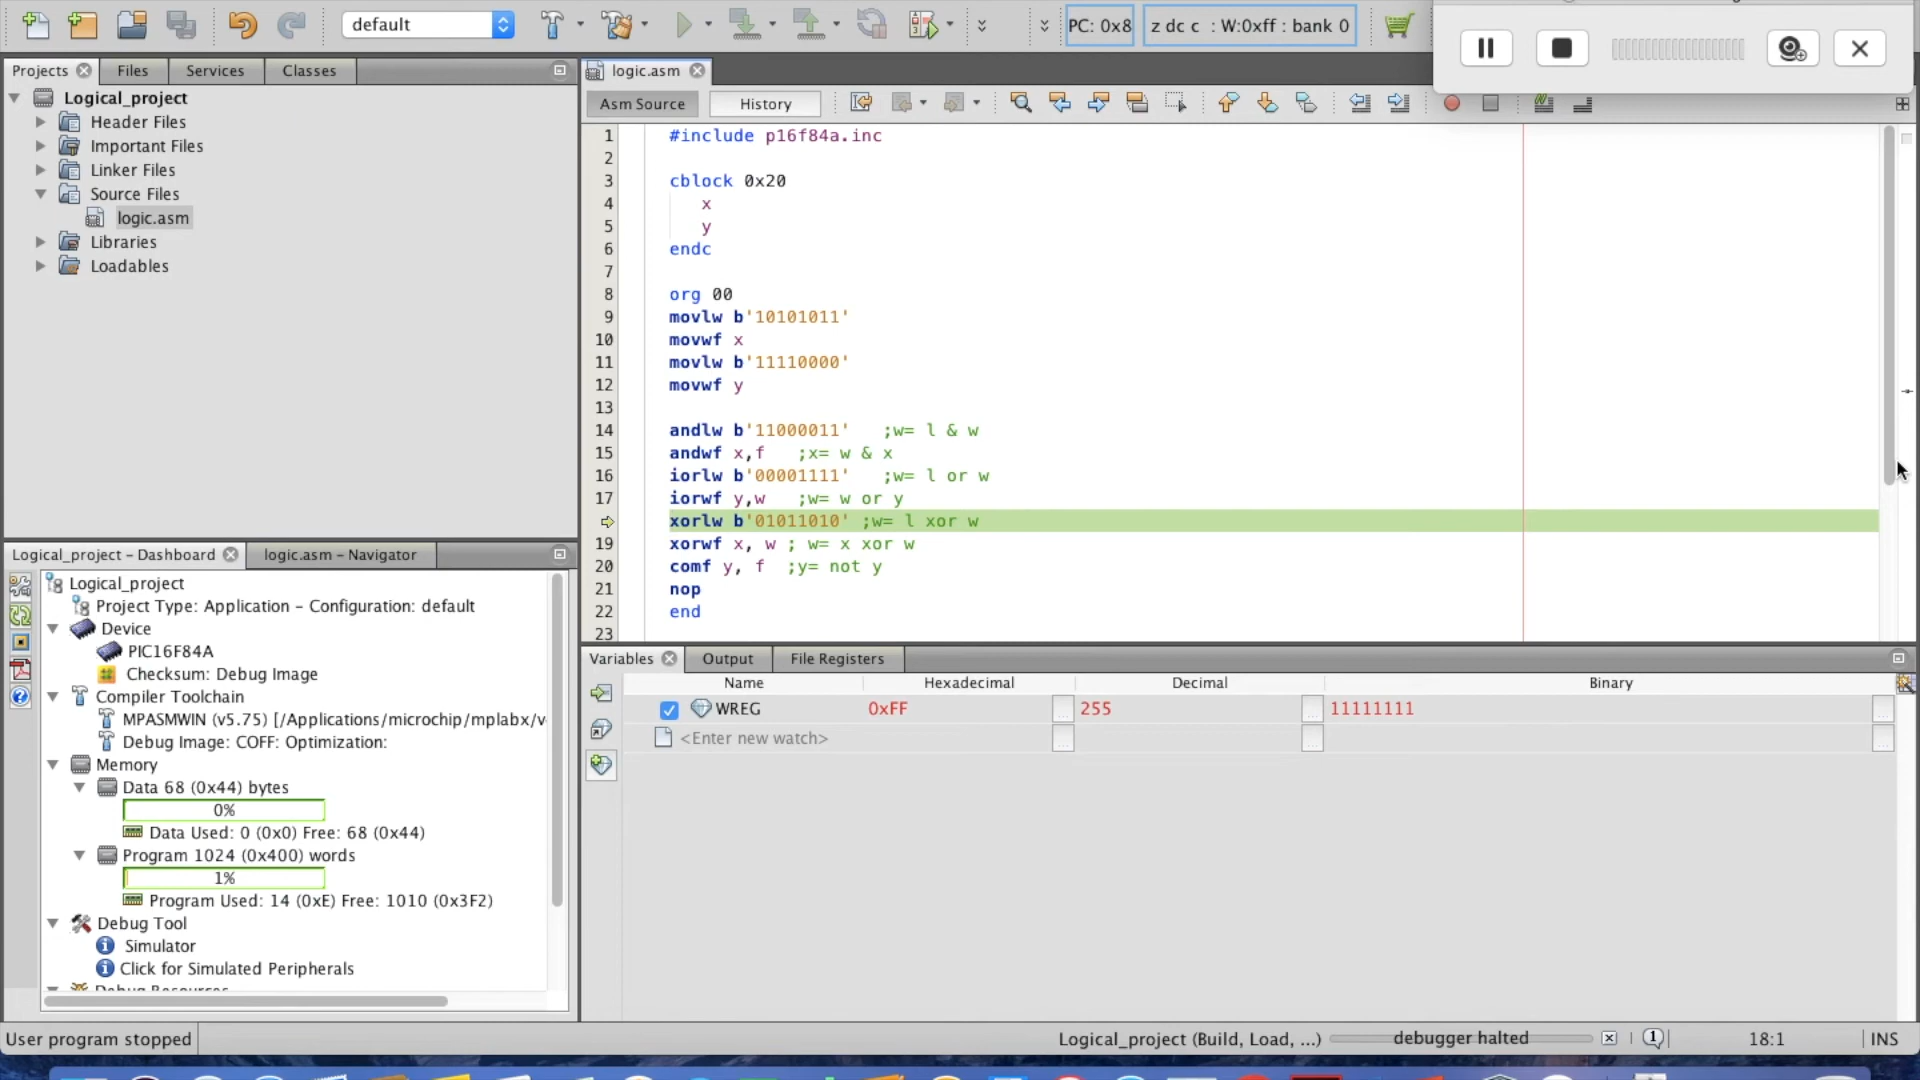 default
PC: 0x8
z dc c : W:0xff : bank 0
Projects
Files
Services
Classes
Logical_project
Header Files
Important Files
Linker Files
Source Files
logic.asm
Libraries
Loadables
logic.asm
Asm Source
History
1 #include p16f84a.inc
2
3 cblock 0x20
4 x
5 y
6 endc
7
8 org 00
9 movlw b'10101011'
10 movwf x
11 movlw b'11110000'
12 movwf y
13
14 andlw b'11000011' ;w= l & w
15 andwf x,f ;x= w & x
16 iorlw b'00001111' ;w= l or w
17 iorwf y,w ;w= w or y
xorlw b'01011010' ;w= l xor w
19 xorwf x, w ; w= x xor w
20 comf y, f ;y= not y
21 nop
22 end
23
Logical_project – Dashboard
logic.asm – Navigator
Logical_project
Project Type: Application – Configuration: default
Device
PIC16F84A
Checksum: Debug Image
Compiler Toolchain
MPASMWIN (v5.75) [/Applications/microchip/mplabx/v
Debug Image: COFF: Optimization:
Memory
Data 68 (0x44) bytes
0%
Data Used: 0 (0x0) Free: 68 (0x44)
Program 1024 (0x400) words
1%
Program Used: 14 (0xE) Free: 1010 (0x3F2)
Debug Tool
Simulator
Click for Simulated Peripherals
Debug Resources
Variables
Output
File Registers
Name Hexadecimal Decimal Binary
WREG 0xFF ... 255 ... 11111111 ...
<Enter new watch> ... ... ...
User program stopped
Logical_project (Build, Load, ...)
debugger halted
18:1
INS